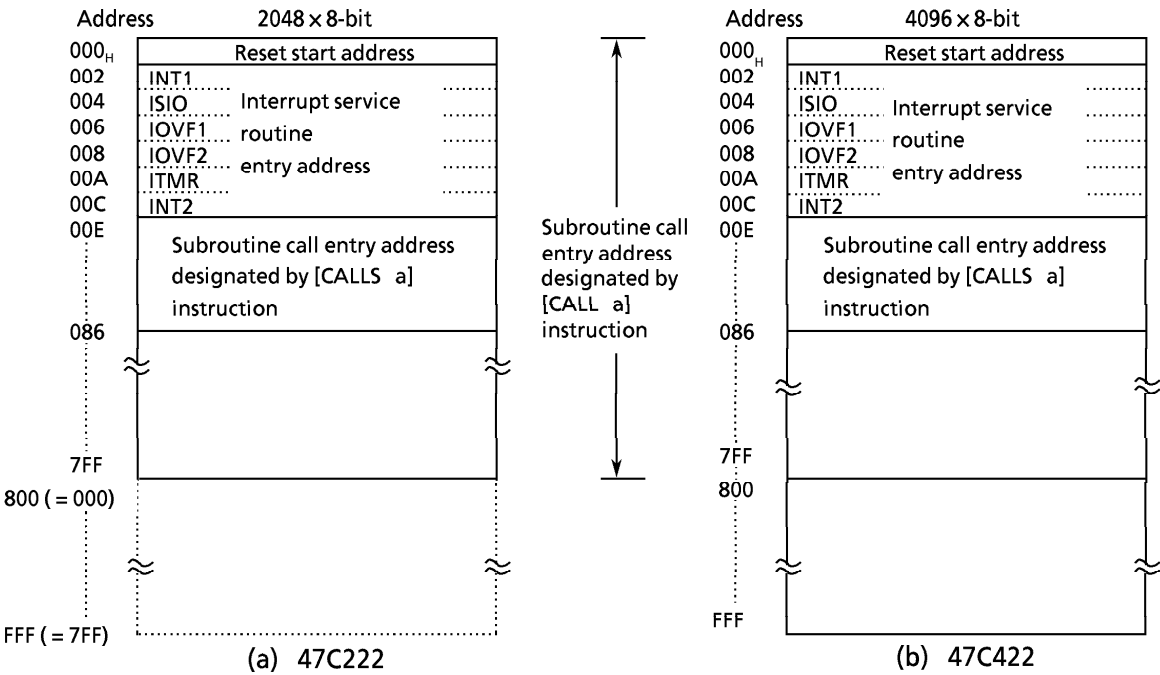 Address 2048×8-bit
000H Reset start address
002 INT1
004 ISIO Interrupt service
006 IOVF1 routine
008 IOVF2 entry address
00A ITMR
00C INT2
00E
Subroutine call entry address
designated by [CALLS a]
instruction
086
7FF
800 (=000)
FFF (=7FF)
(a) 47C222
Subroutine call
entry address
designated by
[CALL a]
instruction
Address 4096×8-bit
000H Reset start address
002 INT1
004 ISIO Interrupt service
006 IOVF1 routine
008 IOVF2 entry address
00A ITMR
00C INT2
00E
Subroutine call entry address
designated by [CALLS a]
instruction
086
7FF
800
FFF
(b) 47C422